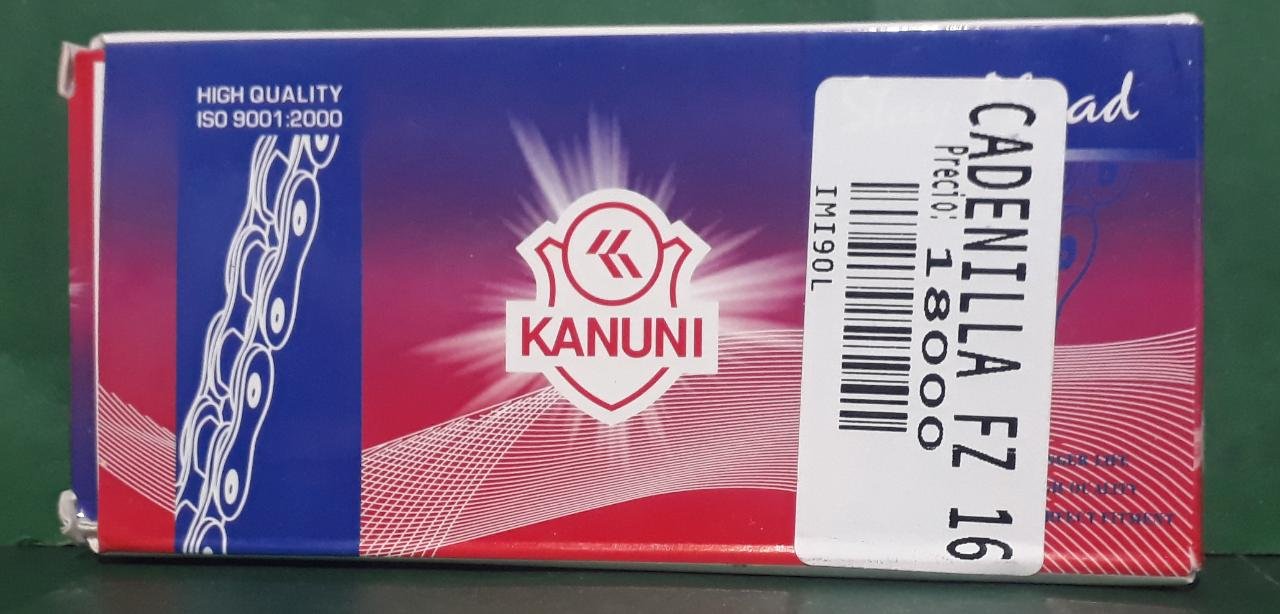 HIGH QUALITY
ISO 9001:2000
KANUNI
CADENILLA FZ 16
Precio: 18000
IMI90L